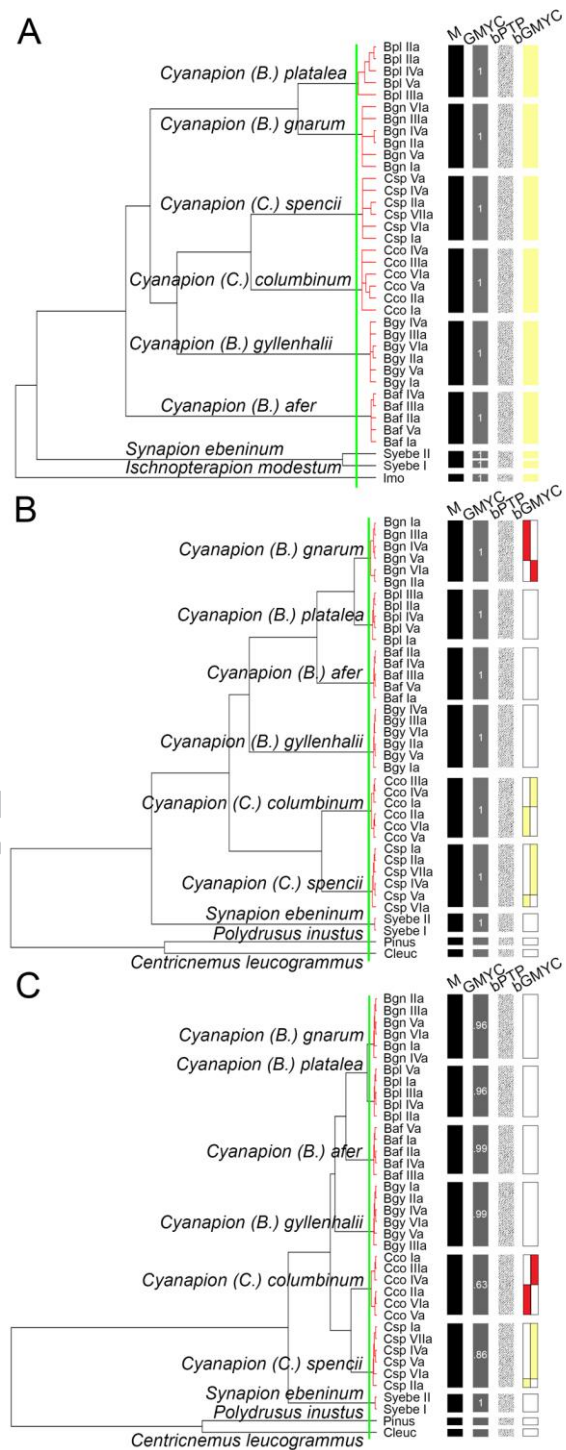 A
M GMYC bPTP bGMYC
Cyanapion (B.) platalea
Bpl IIa
Bpl IIa
Bpl IVa
Bpl Va
Bpl IIIa
1
Cyanapion (B.) gnarum
Bgn VIa
Bgn IIIa
Bgn IVa
Bgn IIa
Bgn Va
Bgn Ia
1
Cyanapion (C.) spencii
Csp Va
Csp IVa
Csp IIa
Csp VIIa
Csp VIa
Csp Ia
1
Cyanapion (C.) columbinum
Cco IVa
Cco IIIa
Cco VIa
Cco Va
Cco IIa
Cco Ia
1
Cyanapion (B.) gyllenhalii
Bgy IVa
Bgy IIIa
Bgy VIa
Bgy IIa
Bgy Va
Bgy Ia
1
Cyanapion (B.) afer
Baf IVa
Baf IIIa
Baf IIa
Baf Va
Baf Ia
1
Synapion ebeninum
Syebe II
1
Ischnopterapion modestum
Syebe I
1
Imo
1
B
M GMYC bPTP bGMYC
Cyanapion (B.) gnarum
Bgn Ia
Bgn IIIa
Bgn IVa
Bgn Va
Bgn VIa
Bgn IIa
1
Cyanapion (B.) platalea
Bpl IIIa
Bpl IIa
Bpl IVa
Bpl Va
Bpl Ia
1
Cyanapion (B.) afer
Baf IIa
Baf IVa
Baf IIIa
Baf Va
Baf Ia
1
Cyanapion (B.) gyllenhalii
Bgy IVa
Bgy IIIa
Bgy VIa
Bgy IIa
Bgy Va
Bgy Ia
1
Cyanapion (C.) columbinum
Cco IIIa
Cco IVa
Cco Ia
Cco IIa
Cco VIa
Cco Va
1
Cyanapion (C.) spencii
Csp Ia
Csp IIa
Csp VIIa
Csp IVa
Csp Va
Csp VIa
1
Synapion ebeninum
Syebe II
Syebe I
1
Polydrusus inustus
Pinus
Centricnemus leucogrammus
Cleuc
C
M GMYC bPTP bGMYC
Cyanapion (B.) gnarum
Bgn IIa
Bgn IIIa
Bgn Va
Bgn VIa
Bgn Ia
Bgn IVa
.96
Cyanapion (B.) platalea
Bpl Va
Bpl Ia
Bpl IIIa
Bpl IVa
Bpl IIa
.96
Cyanapion (B.) afer
Baf Va
Baf Ia
Baf IIa
Baf IVa
Baf IIIa
.99
Cyanapion (B.) gyllenhalii
Bgy Ia
Bgy IIa
Bgy IVa
Bgy VIa
Bgy Va
Bgy IIIa
.99
Cyanapion (C.) columbinum
Cco Ia
Cco IIIa
Cco IVa
Cco IIa
Cco VIa
Cco Va
.63
Cyanapion (C.) spencii
Csp Ia
Csp VIIa
Csp IVa
Csp Va
Csp VIa
Csp IIa
.86
Synapion ebeninum
Syebe II
Syebe I
1
Polydrusus inustus
Pinus
Centricnemus leucogrammus
Cleuc